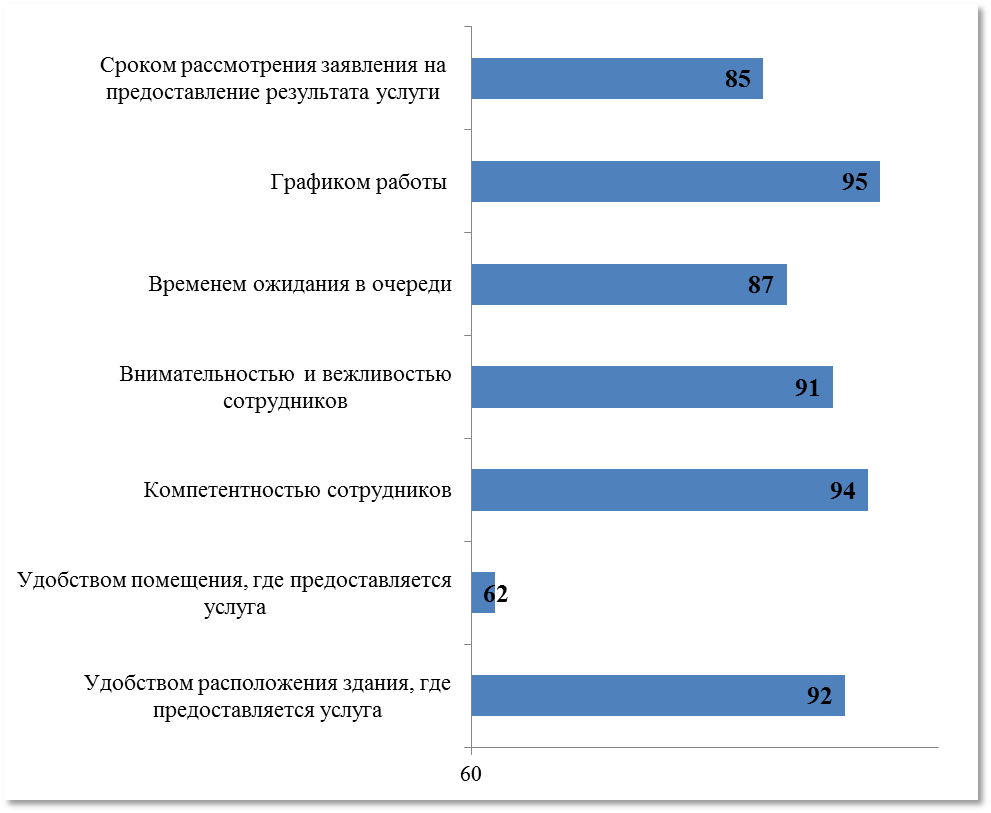 Сроком рассмотрения заявления на
предоставление результата услуги
85
Графиком работы
95
Временем ожидания в очереди
87
Внимательностью и вежливостью
сотрудников
91
Компетентностью сотрудников
94
Удобством помещения, где предоставляется
услуга
62
Удобством расположения здания, где
предоставляется услуга
92
60